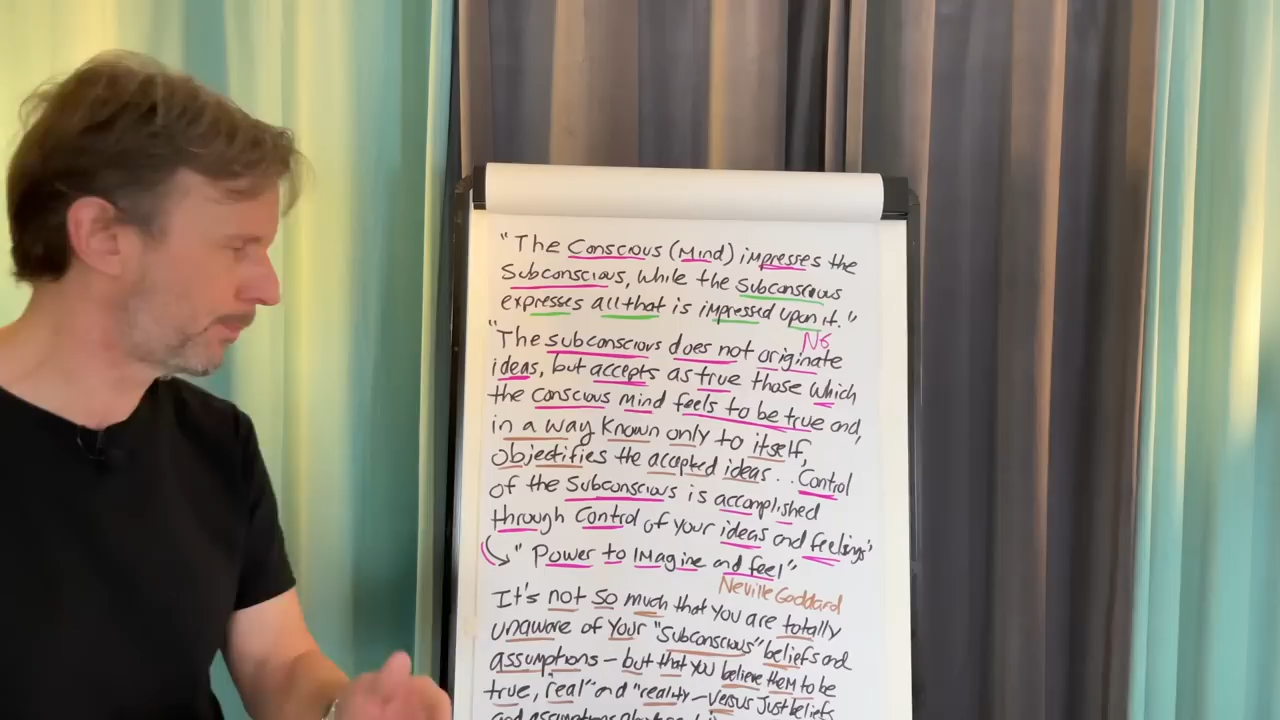 "The Conscious (Mind) impresses the
Subconscious, while the Subconscious
expresses all that is impressed upon it."
NG
"The subconscious does not originate
ideas, but accepts as true those which
the conscious mind feels to be true and,
in a way known only to itself,
objectifies the accepted ideas... Control
of the Subconscious is accomplished
through Control of your ideas and feelings"
"Power to Imagine and feel"
Neville Goddard
It's not so much that you are totally
unaware of your "Subconscious" beliefs and
assumptions - but that you believe them to be
true, "real" and "reality - versus just beliefs
and assumptions